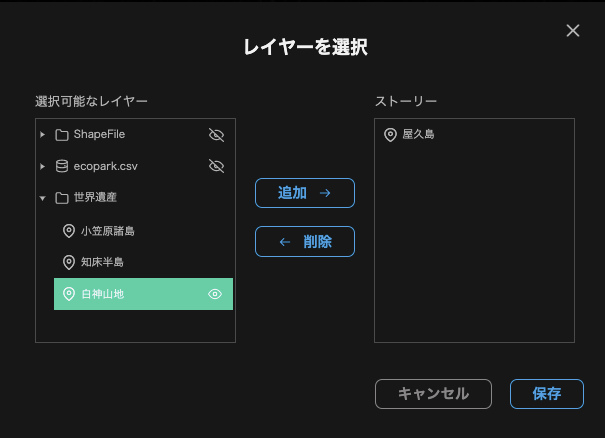 レイヤーを選択
選択可能なレイヤー
ShapeFile
ecopark.csv
世界遺産
小笠原諸島
知床半島
白神山地
追加
削除
ストーリー
屋久島
キャンセル
保存